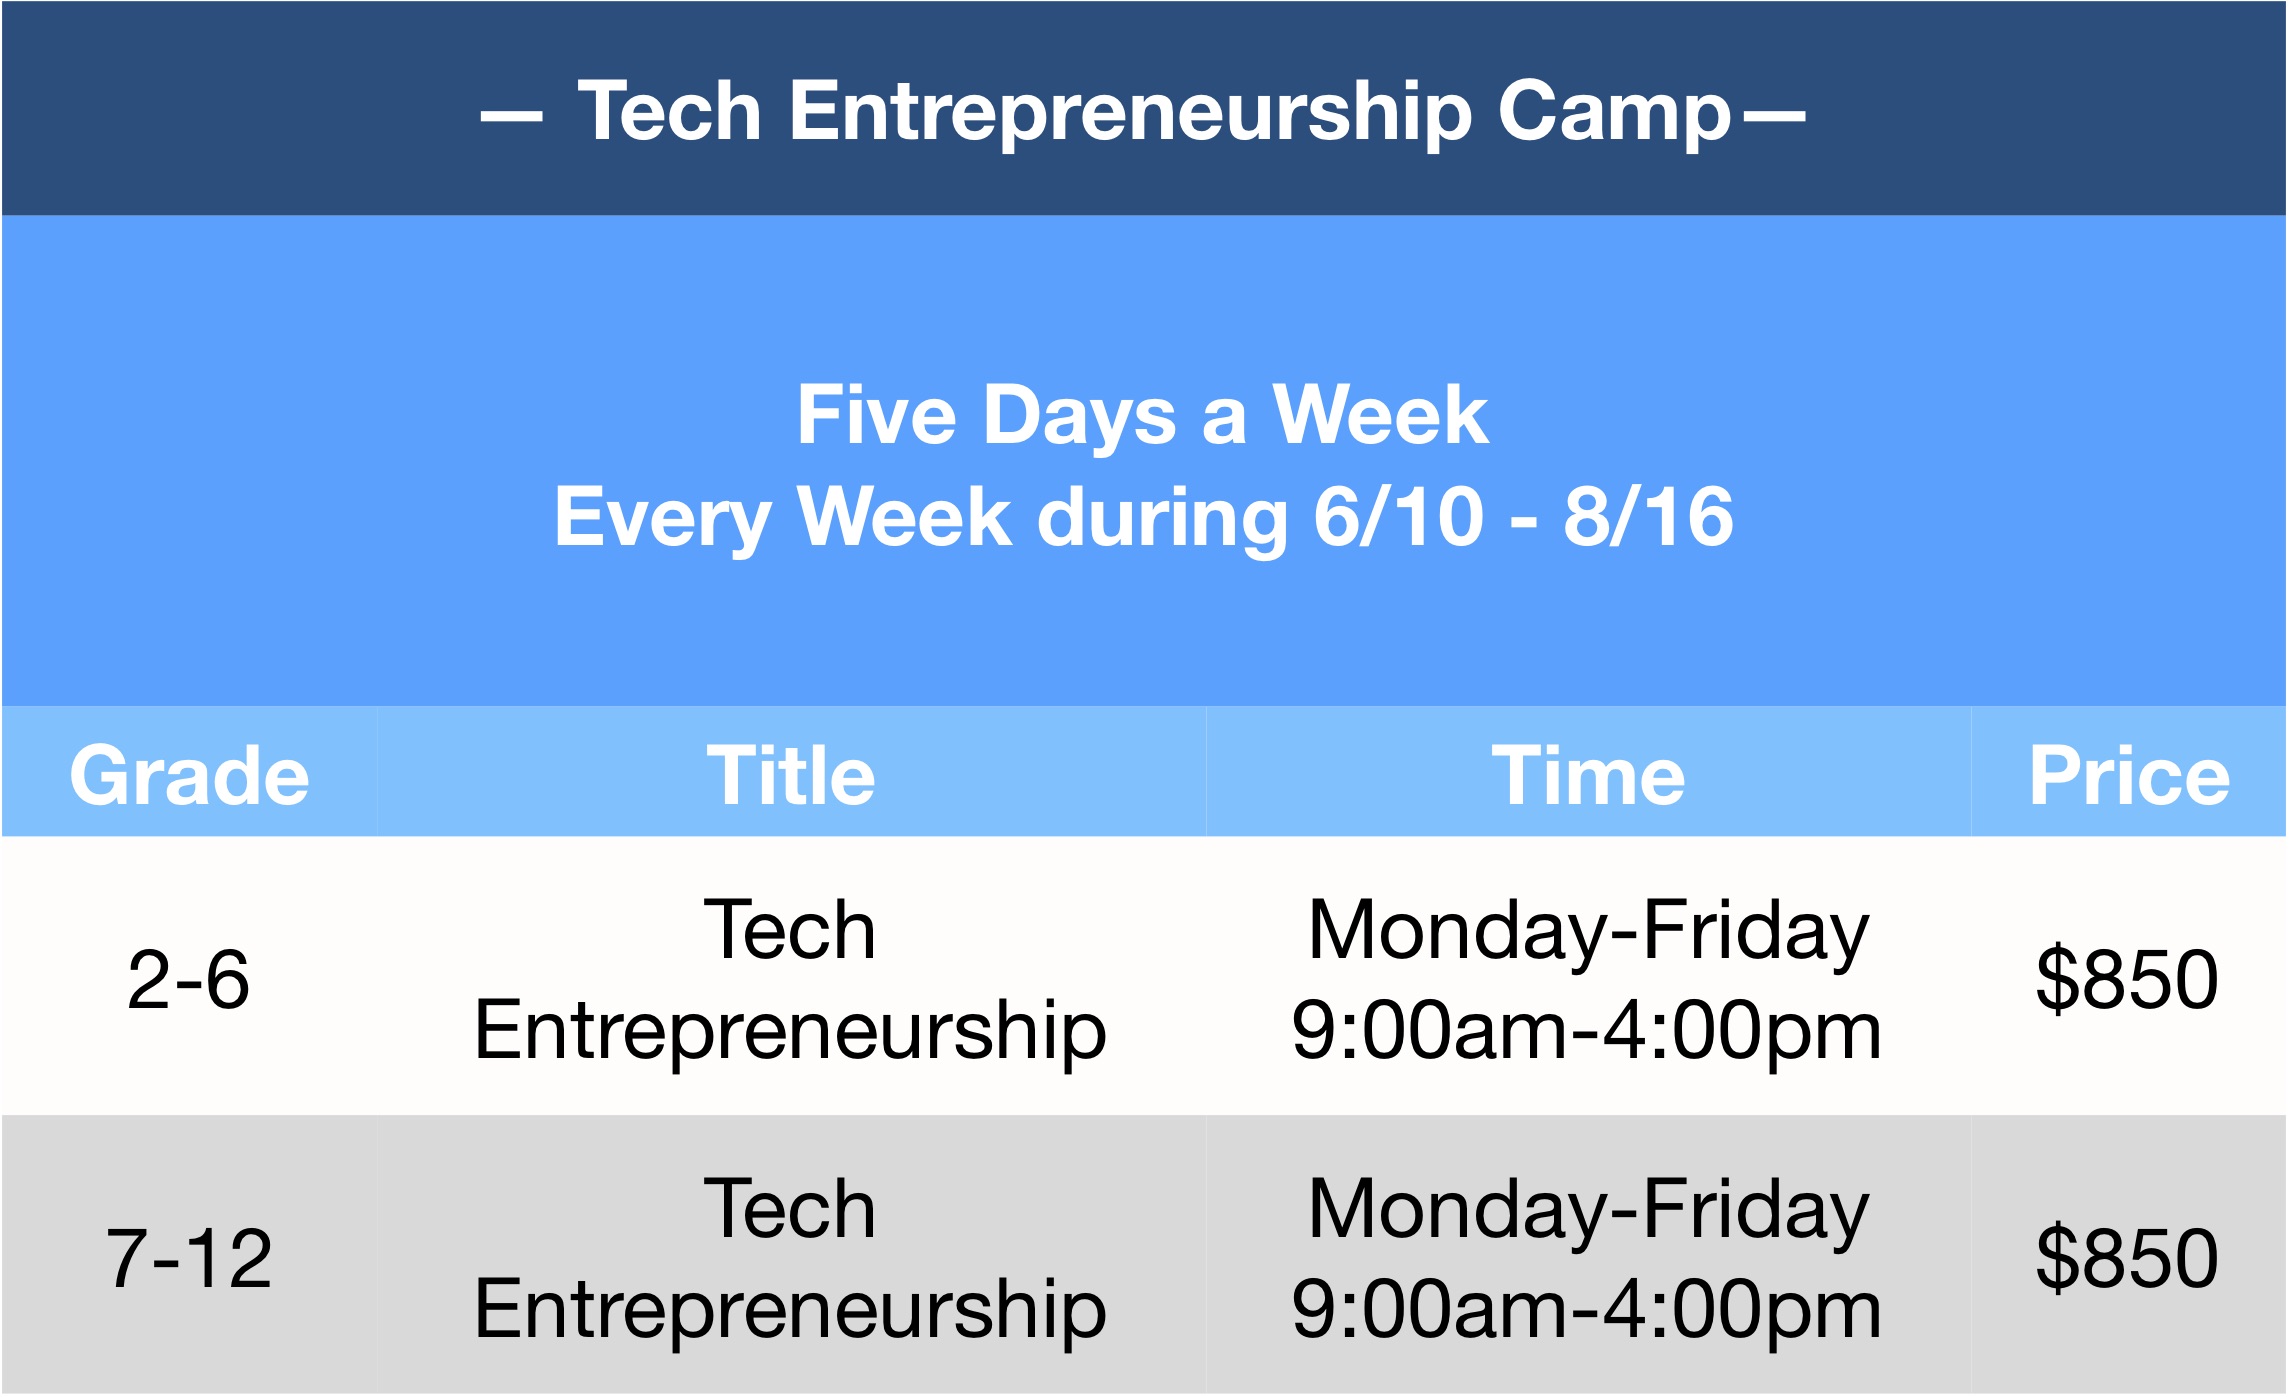 — Tech Entrepreneurship Camp—
Five Days a Week
Every Week during 6/10 - 8/16
Grade Title Time Price
2-6 Tech Entrepreneurship Monday-Friday 9:00am-4:00pm $850
7-12 Tech Entrepreneurship Monday-Friday 9:00am-4:00pm $850